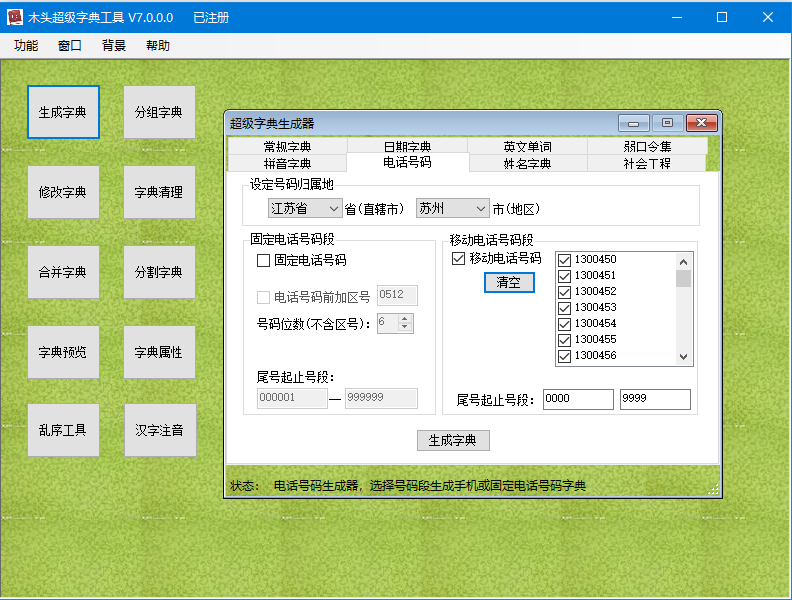 木头超级字典工具 V7.0.0.0 已注册
功能 窗口 背景 帮助
生成字典 分组字典
修改字典 字典清理
合并字典 分割字典
字典预览 字典属性
乱序工具 汉字注音
超级字典生成器
常规字典 日期字典 英文单词 弱口令集
拼音字典 电话号码 姓名字典 社会工程
设定号码归属地
江苏省 省(直辖市) 苏州 市(地区)
固定电话号码段
固定电话号码
电话号码前加区号 0512
号码位数(不含区号): 6
尾号起止号段:
000001 — 999999
移动电话号码段
移动电话号码
清空
1300450
1300451
1300452
1300453
1300454
1300455
1300456
尾号起止号段: 0000 9999
生成字典
状态: 电话号码生成器，选择号码段生成手机或固定电话号码字典